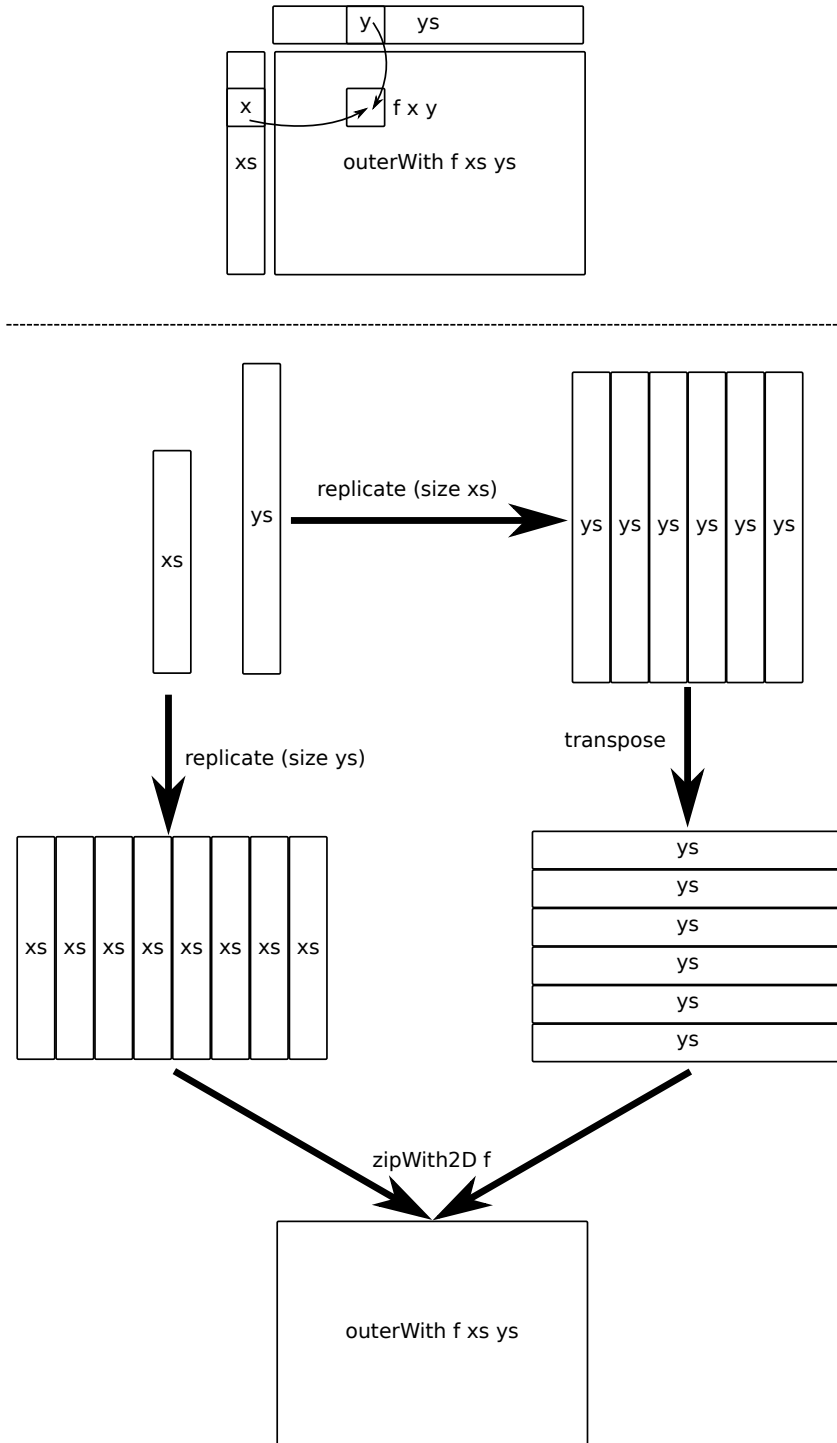 y
ys
x
f x y
xs
outerWith f xs ys
replicate (size xs)
ys
xs
ys ys ys ys ys ys
transpose
replicate (size ys)
ys
ys
ys
ys
ys
ys
xs xs xs xs xs xs xs xs
zipWith2D f
outerWith f xs ys